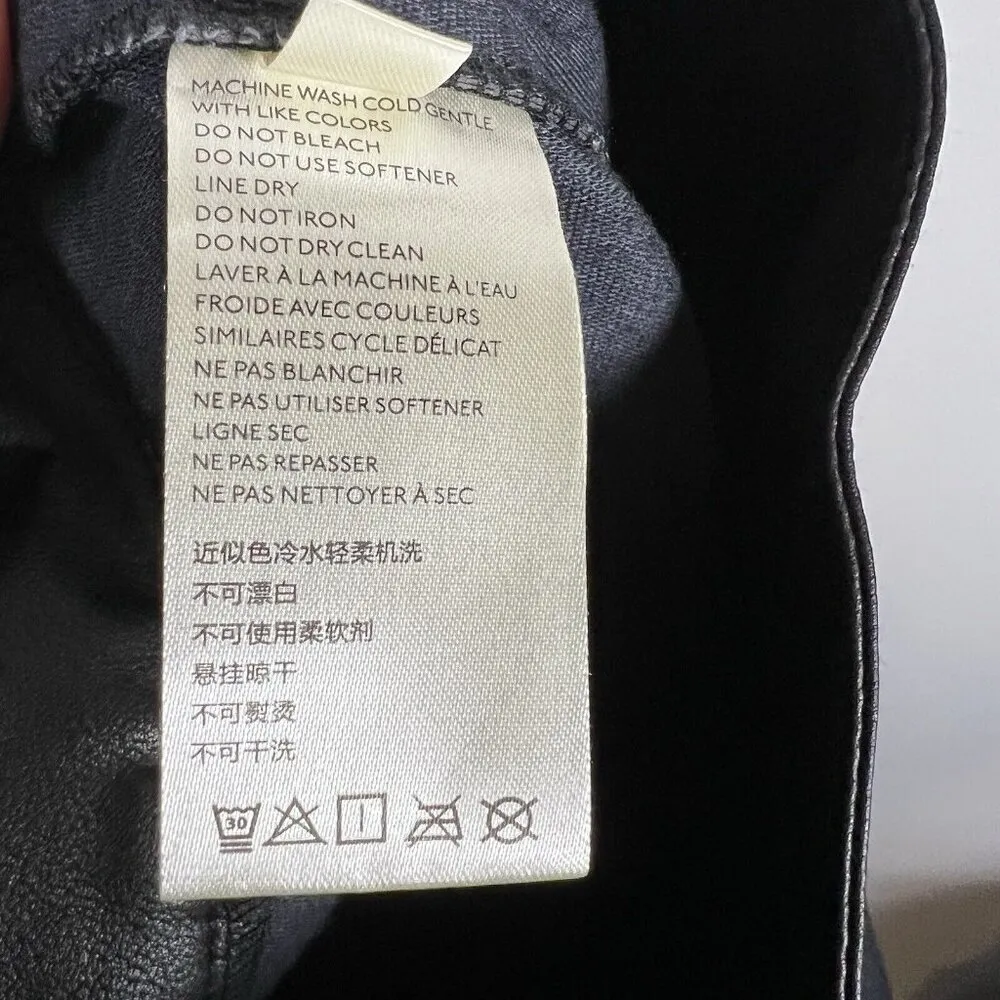 MACHINE WASH COLD GENTLE
WITH LIKE COLORS
DO NOT BLEACH
DO NOT USE SOFTENER
LINE DRY
DO NOT IRON
DO NOT DRY CLEAN
LAVER À LA MACHINE À L'EAU
FROIDE AVEC COULEURS
SIMILAIRES CYCLE DÉLICAT
NE PAS BLANCHIR
NE PAS UTILISER SOFTENER
LIGNE SEC
NE PAS REPASSER
NE PAS NETTOYER À SEC
近似色冷水轻柔机洗
不可漂白
不可使用柔软剂
悬挂晾干
不可熨烫
不可干洗
30